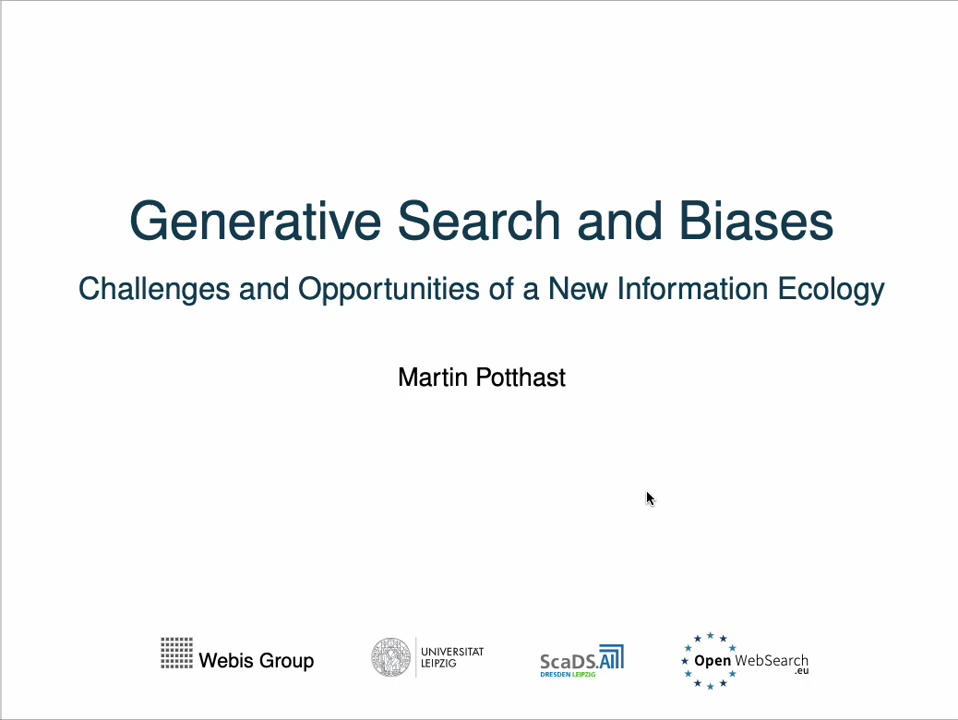 Generative Search and Biases
Challenges and Opportunities of a New Information Ecology
Martin Potthast
Webis Group
UNIVERSITAT
LEIPZIG
ScaDS.AI
DRESDEN LEIPZIG
Open WebSearch
.eu